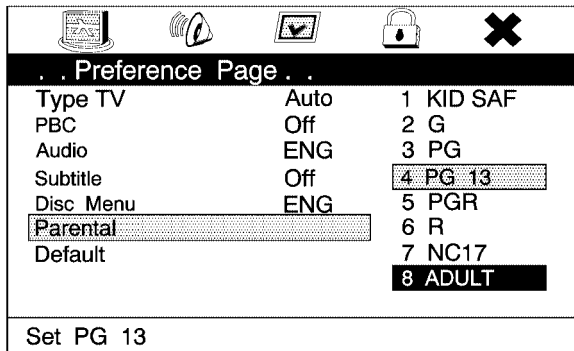 . . Preference Page . .
Type TV Auto
PBC Off
Audio ENG
Subtitle Off
Disc Menu ENG
Parental
Default
1 KID SAF
2 G
3 PG
4 PG 13
5 PGR
6 R
7 NC17
8 ADULT
Set PG 13